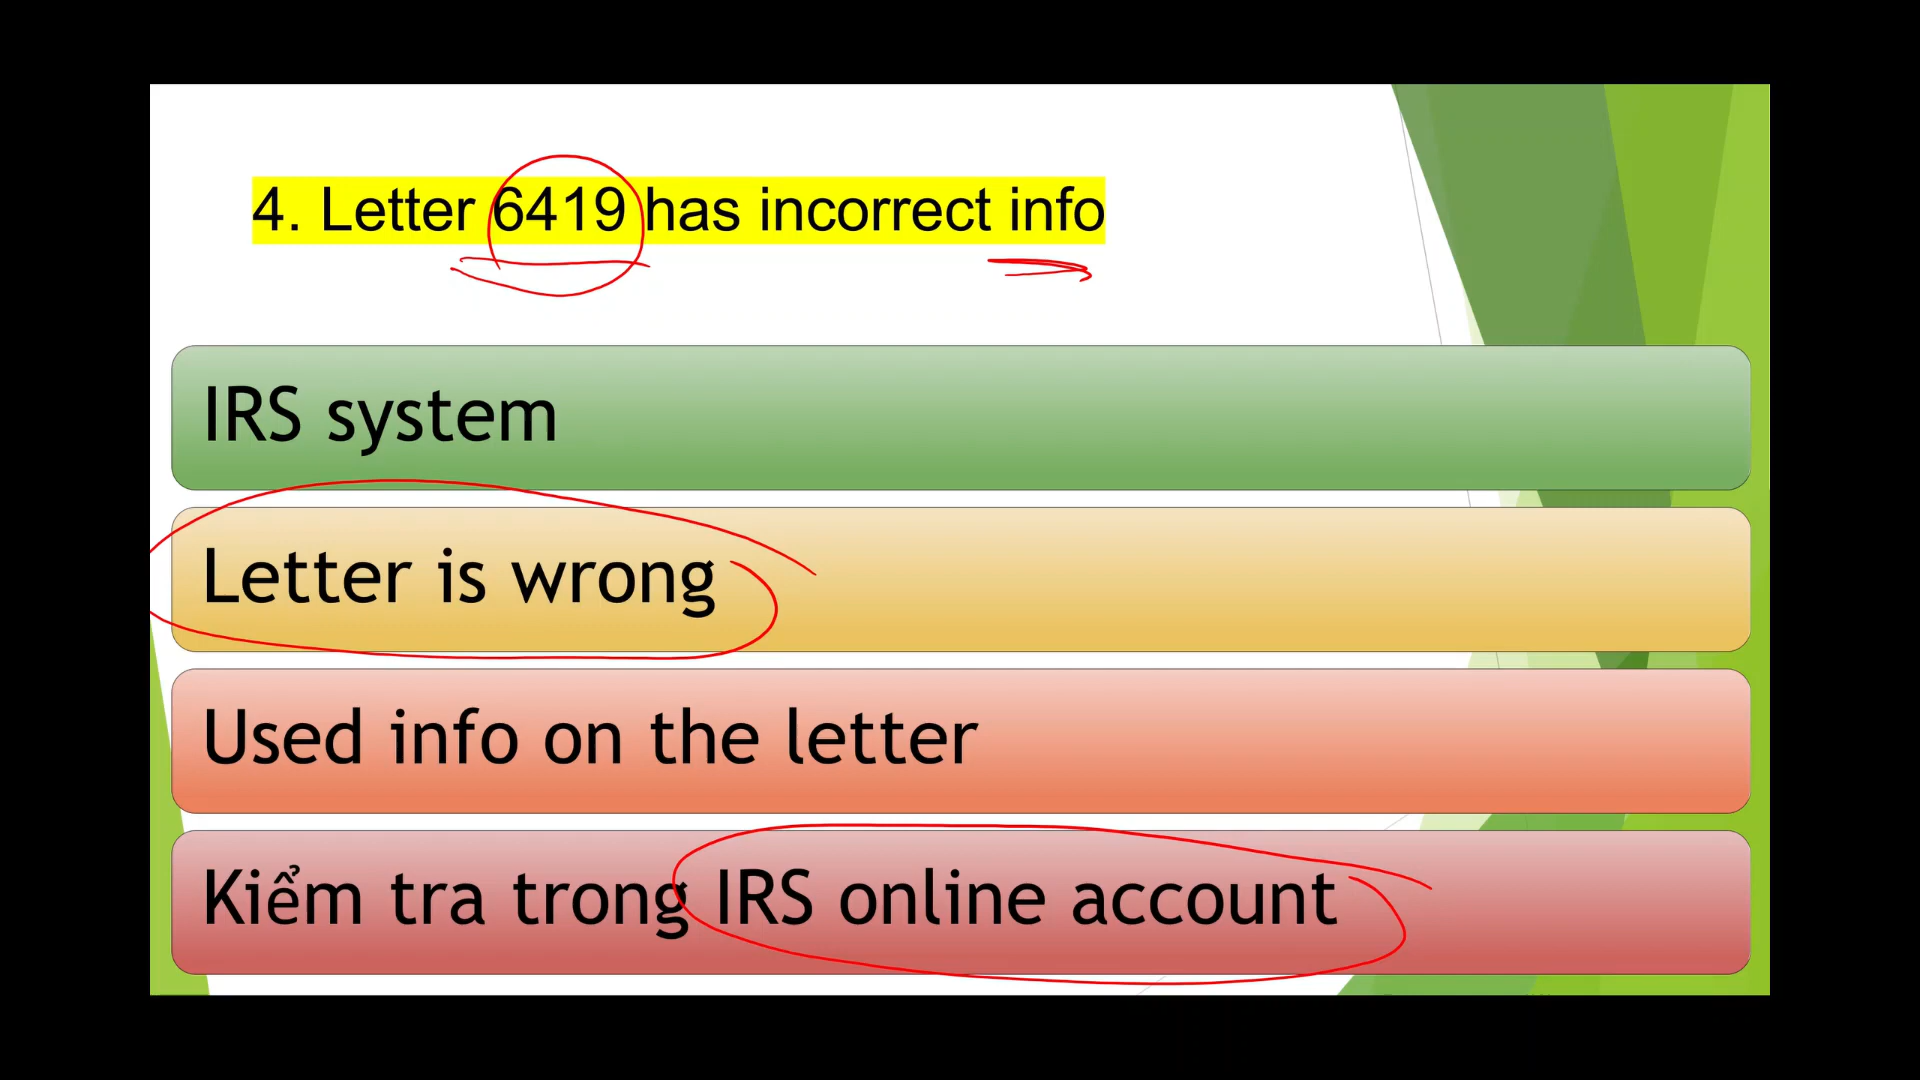 4. Letter 6419 has incorrect info
IRS system
Letter is wrong
Used info on the letter
Kiểm tra trong IRS online account